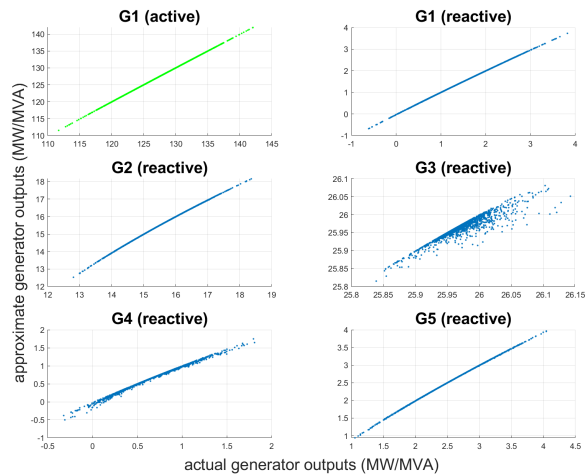 G1 (active)
G1 (reactive)
140
135
130
125
120
115
110
110 115 120 125 130 135 140 145
4
3
2
1
0
-1
-1 0 1 2 3 4
approximate generator outputs (MW/MVA)
G2 (reactive)
G3 (reactive)
18
17
16
15
14
13
12
12 13 14 15 16 17 18 19
26.1
26.05
26
25.95
25.9
25.85
25.8
25.8 25.85 25.9 25.95 26 26.05 26.1 26.15
G4 (reactive)
G5 (reactive)
2
1.5
1
0.5
0
-0.5
-1
-0.5 0 0.5 1 1.5 2
4
3.5
3
2.5
2
1.5
1
1 1.5 2 2.5 3 3.5 4 4.5
actual generator outputs (MW/MVA)